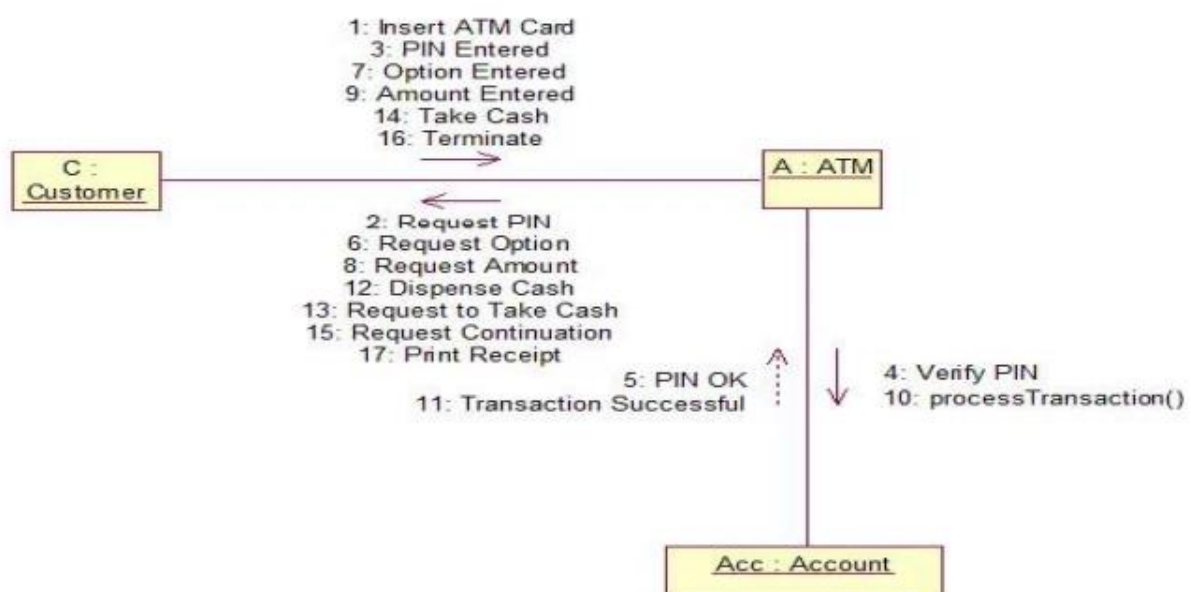 1: Insert ATM Card
3: PIN Entered
7: Option Entered
9: Amount Entered
14: Take Cash
16: Terminate
C :
Customer
A : ATM
2: Request PIN
6: Request Option
8: Request Amount
12: Dispense Cash
13: Request to Take Cash
15: Request Continuation
17: Print Receipt
5: PIN OK
11: Transaction Successful
4: Verify PIN
10: processTransaction()
Acc : Account